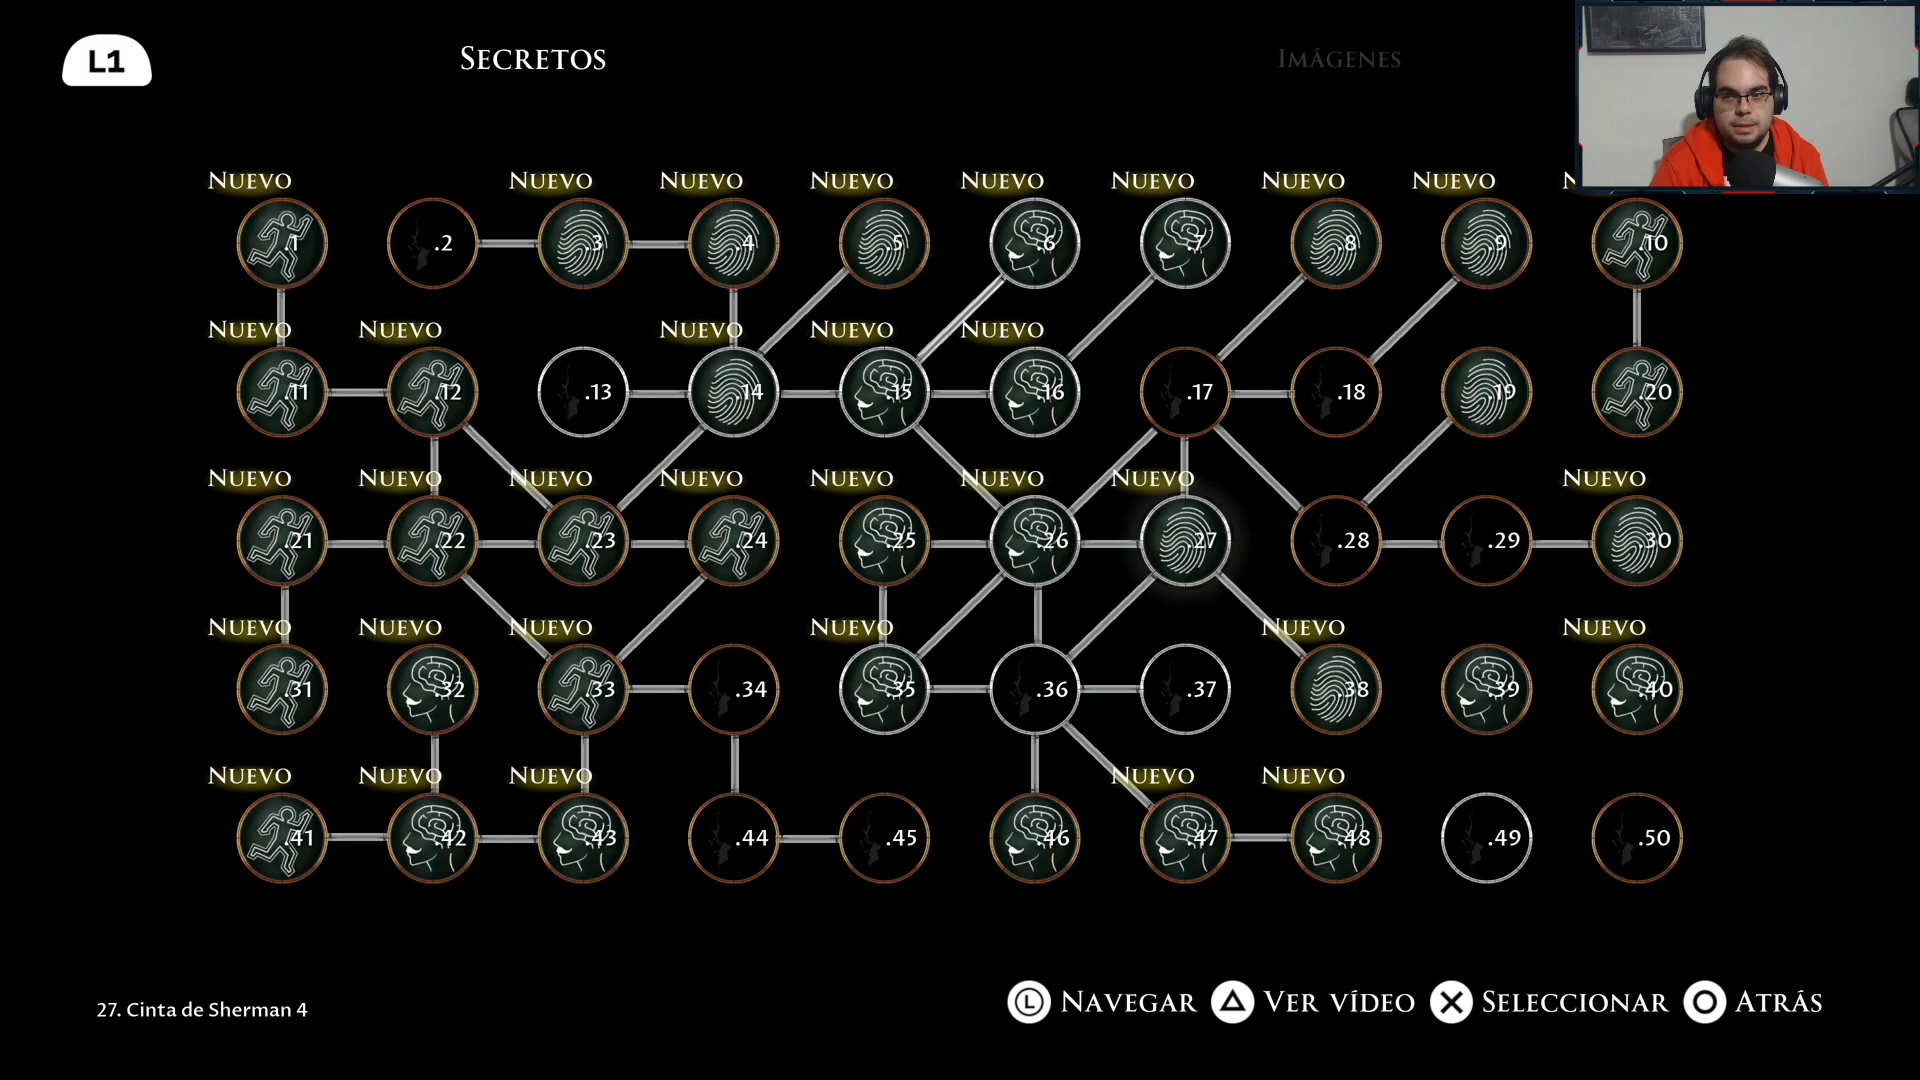 L1
SECRETOS
IMÁGENES
NUEVO NUEVO NUEVO NUEVO NUEVO NUEVO NUEVO NUEVO
.1 .2 .3 .4 .5 .6 .7 .8 .9 .10
NUEVO NUEVO NUEVO NUEVO NUEVO
.11 .12 .13 .14 .15 .16 .17 .18 .19 .20
NUEVO NUEVO NUEVO NUEVO NUEVO NUEVO NUEVO NUEVO
.21 .22 .23 .24 .25 .26 .27 .28 .29 .30
NUEVO NUEVO NUEVO NUEVO NUEVO NUEVO
.31 .32 .33 .34 .35 .36 .37 .38 .39 .40
NUEVO NUEVO NUEVO NUEVO NUEVO
.41 .42 .43 .44 .45 .46 .47 .48 .49 .50
27. Cinta de Sherman 4
L NAVEGAR VER VÍDEO SELECCIONAR ATRÁS